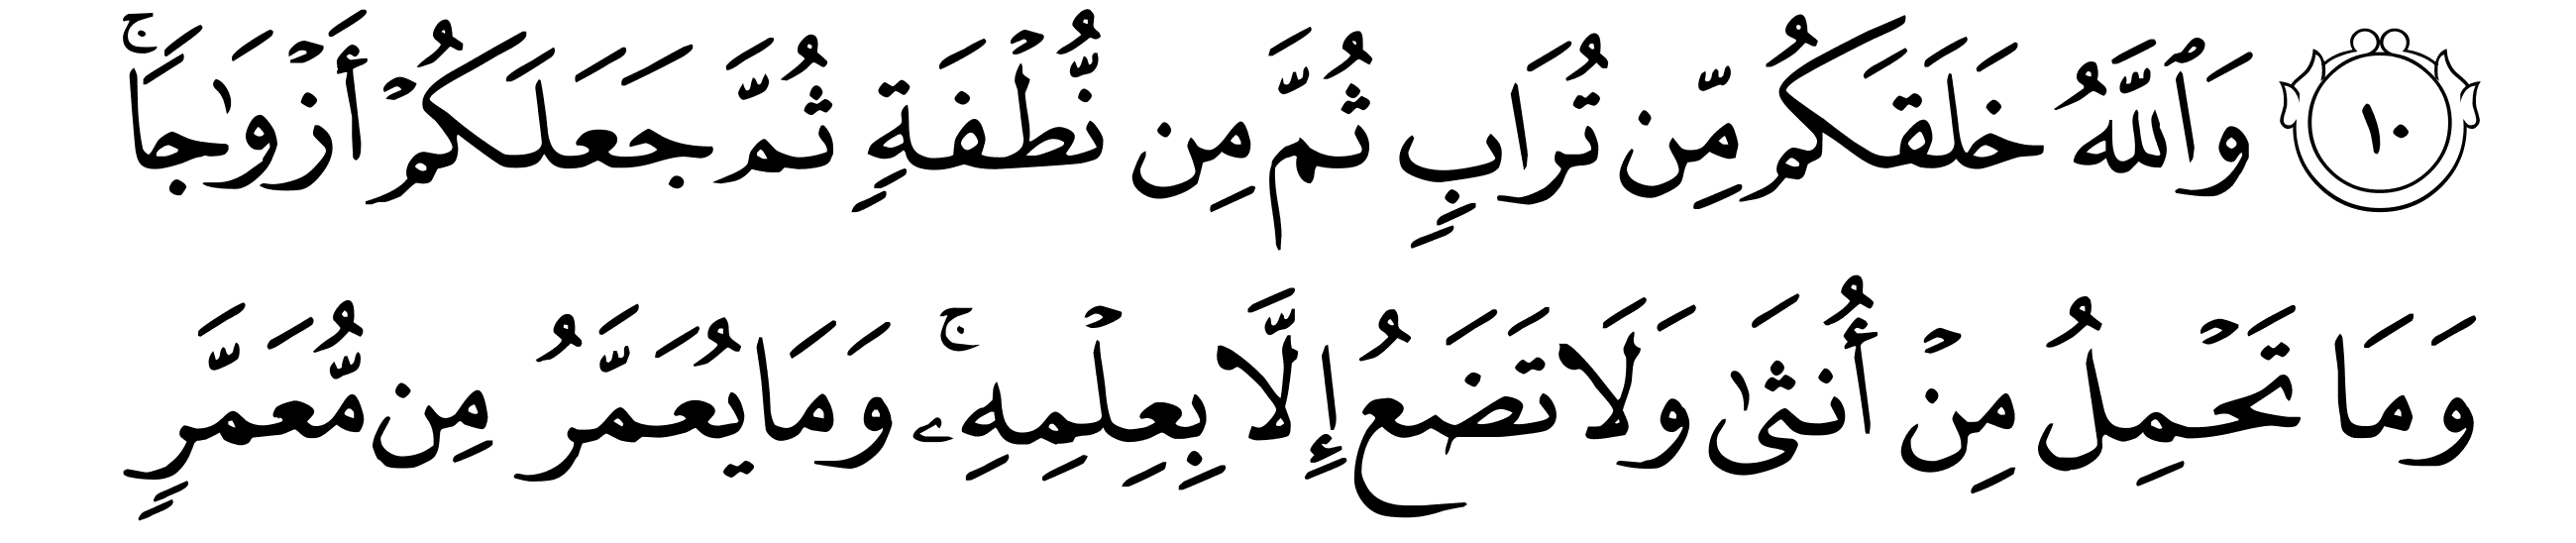 ١٠ وَٱللَّهُ خَلَقَكُم مِّن تُرَابٍ ثُمَّ مِن نُّطۡفَةٍ ثُمَّ جَعَلَكُمۡ أَزۡوَٰجٗاۚ
وَمَا تَحۡمِلُ مِنۡ أُنثَىٰ وَلَا تَضَعُ إِلَّا بِعِلۡمِهِۦۚ وَمَا يُعَمَّرُ مِن مُّعَمَّرٖ